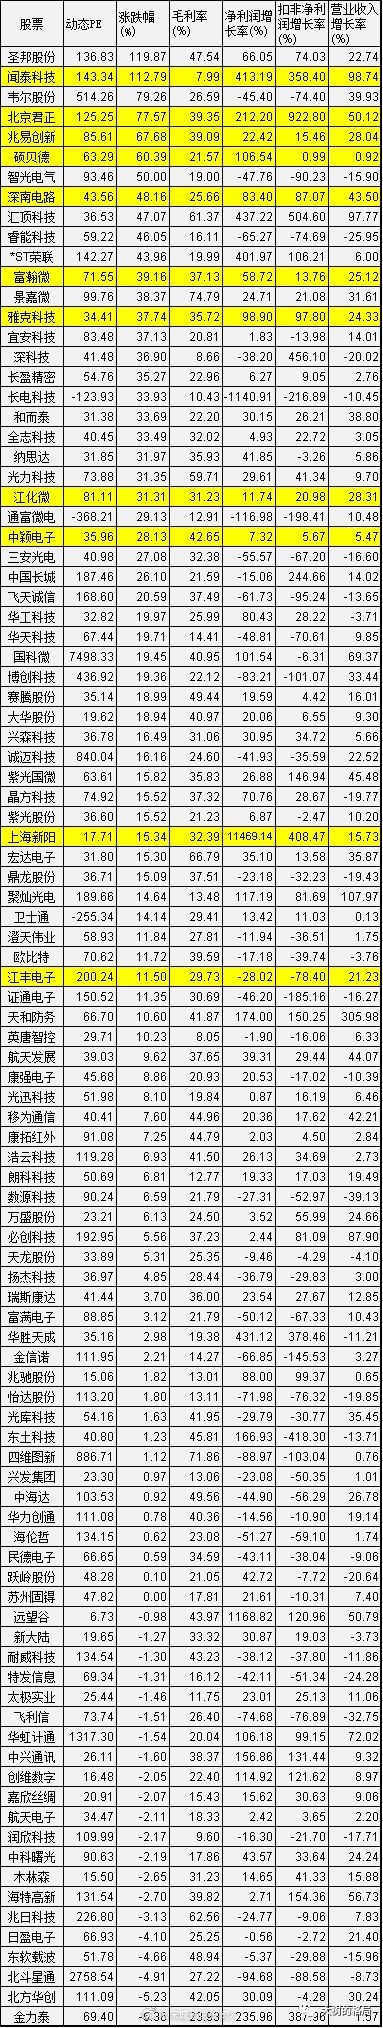 股票 动态PE 涨跌幅(%) 毛利率(%) 净利润增长率(%) 扣非净利润增长率(%) 营业收入增长率(%)
圣邦股份 136.83 119.87 47.54 66.05 74.03 22.74
闻泰科技 143.34 112.79 7.99 413.19 358.40 98.74
韦尔股份 514.26 79.26 26.59 -45.40 -74.40 39.93
北京君正 125.25 77.57 39.35 212.20 922.80 50.12
兆易创新 85.61 67.68 39.09 22.42 15.46 28.04
硕贝德 63.29 60.39 21.57 106.54 0.99 0.92
智光电气 93.46 50.00 19.00 -47.76 -90.23 -15.90
深南电路 43.56 48.16 25.66 83.40 87.07 43.50
汇顶科技 36.53 47.07 61.37 437.22 504.60 97.77
睿能科技 59.22 46.05 16.11 -65.27 -74.69 -25.95
*ST荣联 142.27 43.96 19.99 401.97 106.21 6.00
富瀚微 71.55 39.16 37.13 58.72 13.76 25.12
景嘉微 99.76 38.37 74.79 24.71 21.08 31.61
雅克科技 34.41 37.74 35.72 98.90 97.80 24.33
宜安科技 83.48 37.13 20.81 1.83 -13.98 14.01
深科技 41.48 36.90 8.66 -38.20 456.10 -20.02
长盈精密 54.76 35.27 22.96 6.27 9.05 2.76
长电科技 -123.93 33.93 10.43 -1140.91 -216.89 -10.45
和而泰 31.38 33.69 22.20 30.15 26.21 38.80
全志科技 40.45 33.49 32.02 4.93 22.72 3.05
纳思达 31.85 31.97 35.93 41.85 -3.26 5.86
光力科技 73.88 31.35 59.71 29.61 41.34 9.70
江化微 81.11 31.31 31.23 11.74 20.98 28.31
通富微电 -368.21 29.13 12.91 -116.98 -198.41 10.48
中颖电子 35.96 28.13 42.65 7.32 5.67 5.47
三安光电 40.98 27.08 32.38 -55.57 -67.20 -16.60
中国长城 187.46 26.10 21.59 -15.06 244.66 14.02
飞天诚信 168.60 20.59 37.49 -61.73 -95.24 -13.65
华工科技 32.82 19.97 25.99 80.43 28.22 -3.71
华天科技 67.44 19.71 14.41 -48.81 -70.61 9.85
国科微 7498.33 19.45 40.95 101.54 -6.31 69.37
博创科技 436.92 19.36 22.12 -83.21 -101.07 33.44
赛腾股份 35.14 18.99 49.44 19.59 4.42 16.01
大华股份 19.62 18.94 40.97 20.06 6.55 9.30
兴森科技 36.78 16.49 31.06 30.95 34.72 5.66
诚迈科技 840.04 16.16 24.60 -41.93 -35.59 22.52
紫光国微 63.61 15.82 35.83 26.88 146.94 45.48
晶方科技 74.92 15.52 37.32 70.76 28.67 -19.77
紫光股份 36.60 15.52 21.23 6.87 -2.47 10.20
上海新阳 17.71 15.34 32.39 11469.14 408.47 15.73
宏达电子 31.80 15.30 66.79 35.10 13.58 35.87
鼎龙股份 36.71 15.09 37.51 -23.18 -32.23 -19.43
聚灿光电 189.66 14.64 13.48 117.19 81.69 107.97
卫士通 -255.34 14.14 29.41 13.42 11.03 0.13
澄天伟业 58.93 11.84 27.81 -11.94 -36.51 1.75
欧比特 70.62 11.72 39.59 -17.18 -39.74 -3.76
江丰电子 200.24 11.50 29.73 -28.02 -78.40 21.23
证通电子 150.52 11.35 30.69 -46.20 -185.16 -16.27
天和防务 66.70 10.60 41.87 174.00 150.25 305.98
英唐智控 29.71 10.23 8.05 -1.90 -16.06 6.33
航天发展 39.03 9.62 37.65 39.31 29.44 44.07
康强电子 45.68 8.86 20.93 20.53 -17.02 -10.39
光迅科技 51.98 8.10 19.84 0.87 16.19 6.46
移为通信 40.41 7.60 44.96 20.36 17.62 42.21
康拓红外 91.08 7.25 44.79 2.03 4.50 2.84
浩云科技 119.28 6.93 41.50 26.13 34.69 2.73
朗科科技 50.69 6.81 12.77 19.33 17.03 19.49
数源科技 90.24 6.59 21.79 -27.31 -52.97 -39.13
万盛股份 23.21 6.13 24.50 3.52 55.99 24.66
必创科技 192.95 5.56 37.23 2.44 81.09 87.90
天龙股份 33.89 5.31 25.35 -9.46 -4.29 -4.10
扬杰科技 36.97 4.85 28.44 -36.79 -29.83 3.00
瑞斯康达 41.44 3.70 36.00 23.54 27.67 12.85
富满电子 88.85 3.12 21.79 -50.12 -67.33 10.43
华胜天成 35.16 2.98 19.38 431.12 378.46 -11.21
金信诺 111.95 2.21 14.27 -66.85 -145.53 3.27
兆驰股份 15.06 1.82 13.01 88.00 99.37 0.65
怡达股份 113.20 1.80 13.11 -71.98 -76.32 -19.85
光库科技 54.16 1.63 41.95 -29.79 -30.77 35.45
东土科技 40.80 1.23 45.81 166.93 -418.30 -13.71
四维图新 886.71 1.12 71.86 -88.97 -103.04 0.76
兴发集团 23.30 0.97 13.06 -23.08 -50.35 1.01
中海达 103.53 0.92 49.56 -44.90 -56.29 26.78
华力创通 111.08 0.78 40.36 -14.56 -10.90 19.14
海伦哲 134.15 0.62 23.08 -51.27 -59.10 1.74
民德电子 66.65 0.59 34.59 -43.11 -38.04 -9.06
跃岭股份 48.28 0.10 21.05 42.72 -7.72 -20.64
苏州固锝 47.82 0.00 17.81 21.61 -10.31 7.40
远望谷 6.73 -0.98 43.97 1168.82 120.96 50.79
新大陆 19.65 -1.27 33.32 30.87 19.03 -3.73
耐威科技 134.54 -1.30 43.23 -38.12 -37.80 -11.86
特发信息 69.34 -1.31 16.12 -42.11 -51.34 -24.28
太极实业 25.44 -1.46 11.75 23.01 25.13 11.06
飞利信 73.74 -1.51 26.40 -74.68 -76.89 -32.75
华虹计通 1317.30 -1.54 20.04 106.18 99.15 72.02
中兴通讯 26.11 -1.60 38.37 156.86 131.44 9.32
创维数字 16.48 -2.05 22.40 114.92 121.62 8.97
嘉欣丝绸 20.91 -2.07 15.43 15.62 30.63 9.06
航天电子 34.47 -2.11 18.33 2.42 3.65 2.20
润欣科技 109.99 -2.17 9.60 -16.30 -21.70 -17.71
中科曙光 90.63 -2.19 17.86 43.57 33.64 24.24
木林森 15.50 -2.65 31.23 14.65 41.33 15.88
海特高新 131.54 -2.70 39.82 2.71 154.36 56.73
兆日科技 226.80 -3.13 62.56 -24.77 -9.06 7.83
日盈电子 66.93 -4.10 25.25 -0.56 -2.72 21.40
东软载波 51.78 -4.66 48.94 -5.37 -29.88 -15.96
北斗星通 2758.54 -4.91 27.22 -94.68 -88.58 -8.73
北方华创 111.09 -5.23 42.05 30.09 -4.28 30.24
金力泰 69.40 23.93 235.96